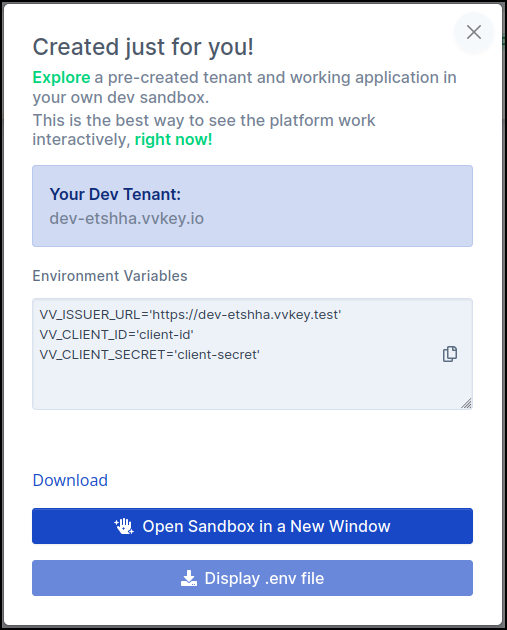 Created just for you!
Explore a pre-created tenant and working application in
your own dev sandbox.
This is the best way to see the platform work
interactively, right now!
Your Dev Tenant:
dev-etshha.vvkey.io
Environment Variables
VV_ISSUER_URL='https://dev-etshha.vvkey.test'
VV_CLIENT_ID='client-id'
VV_CLIENT_SECRET='client-secret'
Download
Open Sandbox in a New Window
Display .env file